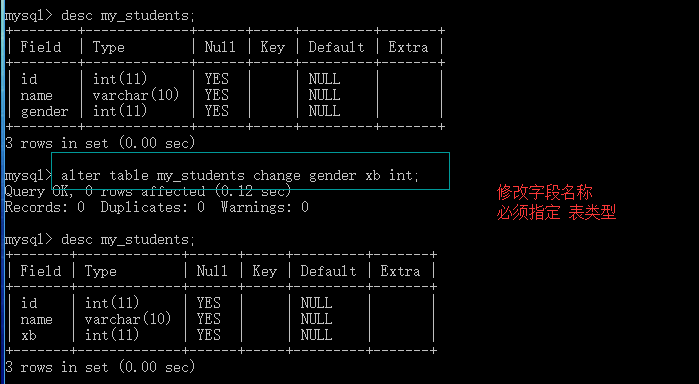 mysql> desc my_students;
+--------+-------------+------+-----+---------+-------+
| Field | Type | Null | Key | Default | Extra |
+--------+-------------+------+-----+---------+-------+
| id | int(11) | YES | | NULL | |
| name | varchar(10) | YES | | NULL | |
| gender | int(11) | YES | | NULL | |
+--------+-------------+------+-----+---------+-------+
3 rows in set (0.00 sec)
mysql> alter table my_students change gender xb int;
Query OK, 0 rows affected (0.12 sec)
Records: 0 Duplicates: 0 Warnings: 0
修改字段名称
必须指定 表类型
mysql> desc my_students;
+-------+-------------+------+-----+---------+-------+
| Field | Type | Null | Key | Default | Extra |
+-------+-------------+------+-----+---------+-------+
| id | int(11) | YES | | NULL | |
| name | varchar(10) | YES | | NULL | |
| xb | int(11) | YES | | NULL | |
+-------+-------------+------+-----+---------+-------+
3 rows in set (0.00 sec)